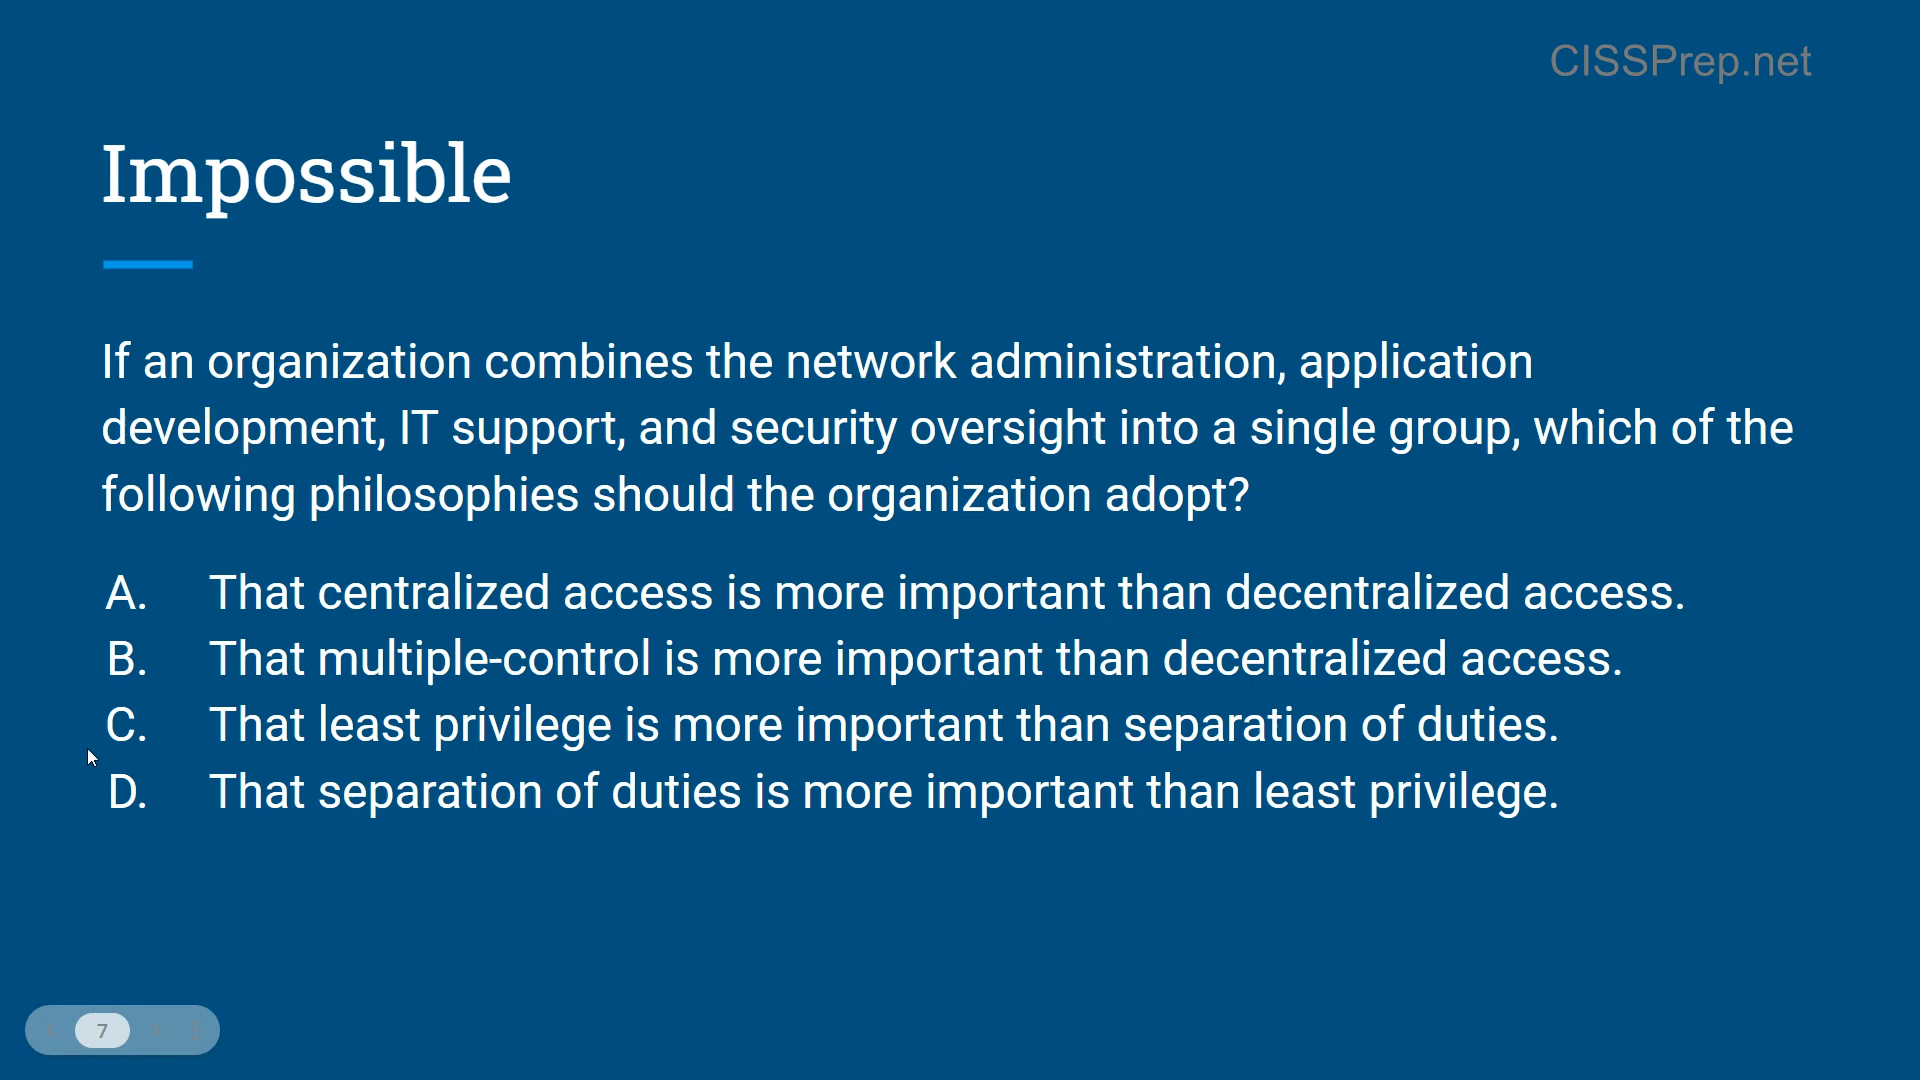 CISSPrep.net
Impossible
If an organization combines the network administration, application
development, IT support, and security oversight into a single group, which of the
following philosophies should the organization adopt?
A. That centralized access is more important than decentralized access.
B. That multiple-control is more important than decentralized access.
C. That least privilege is more important than separation of duties.
D. That separation of duties is more important than least privilege.
7